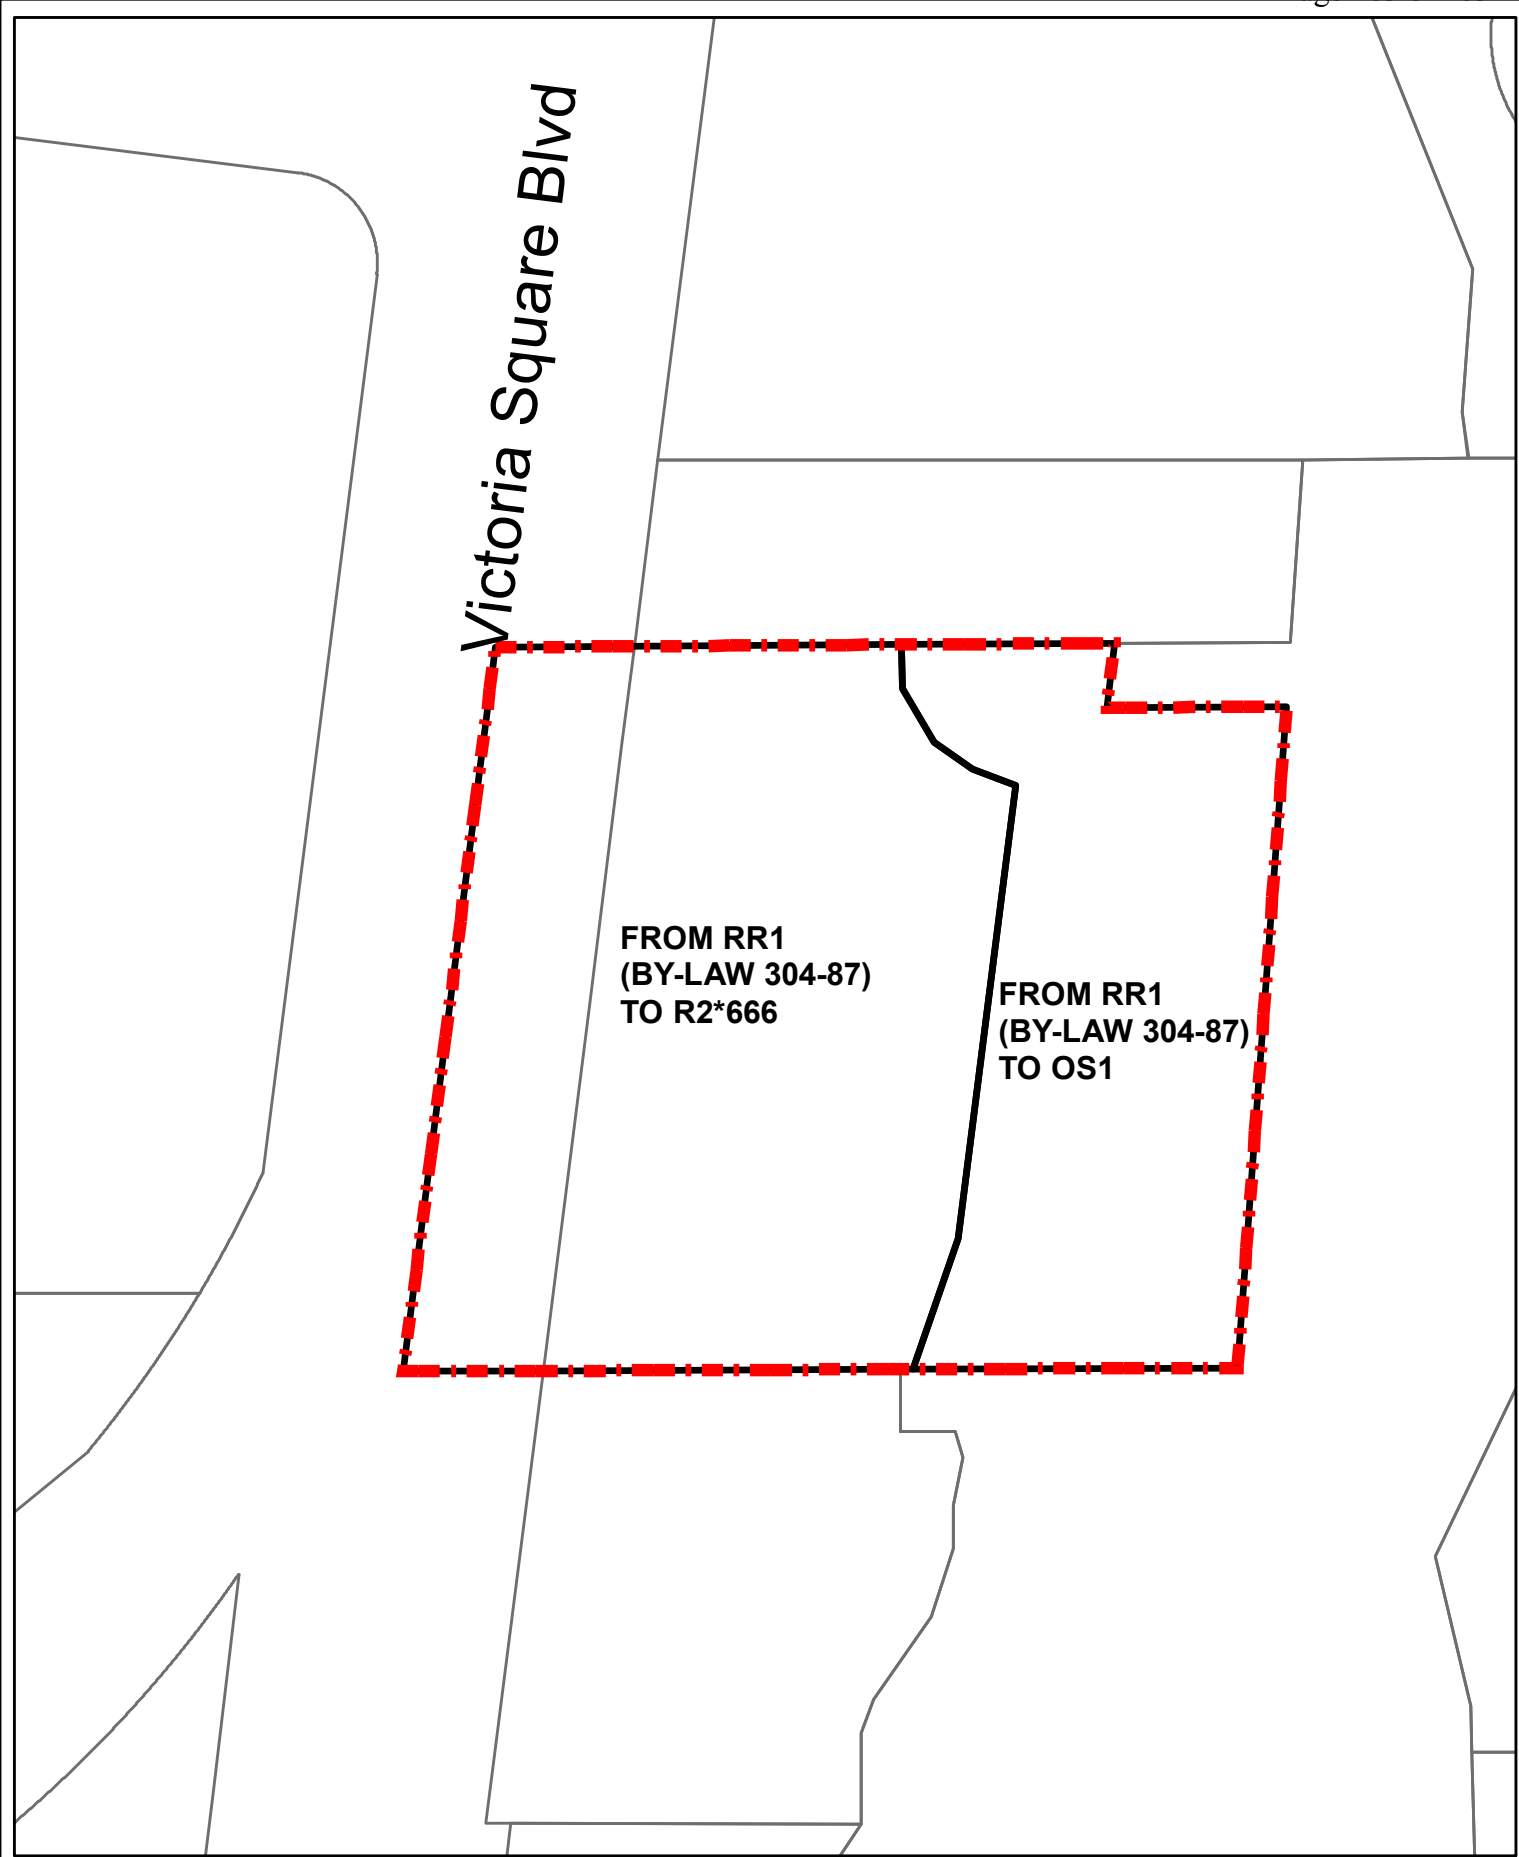 Victoria Square Blvd
FROM RR1
(BY-LAW 304-87)
TO R2*666
FROM RR1
(BY-LAW 304-87)
TO OS1